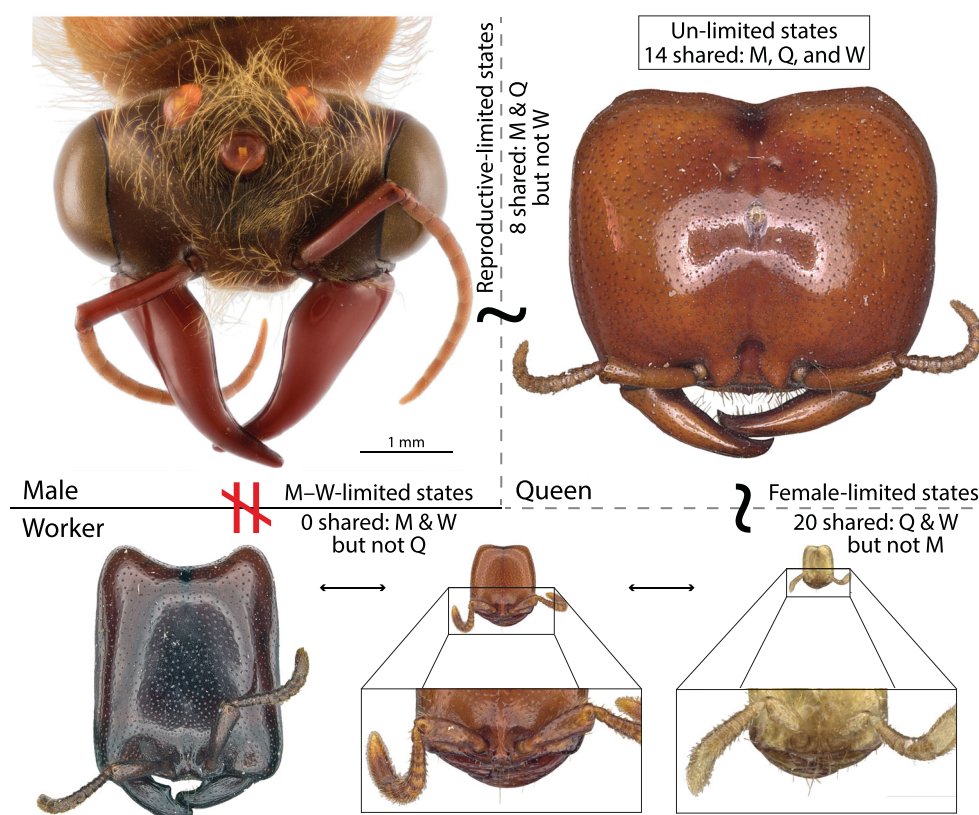 Reproductive-limited states
8 shared: M & Q
but not W
Un-limited states
14 shared: M, Q, and W
1 mm
Male
Queen
Worker
M–W-limited states
0 shared: M & W
but not Q
Female-limited states
20 shared: Q & W
but not M